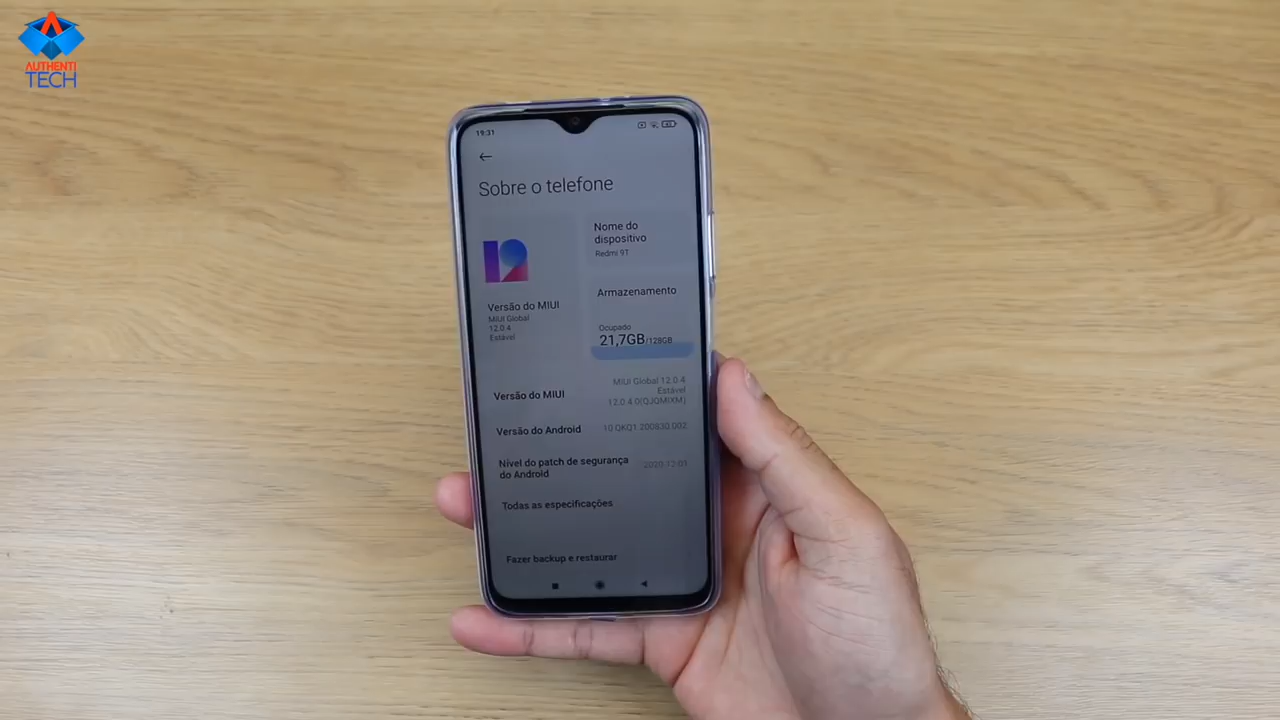 AUTHENTI
TECH
19:31
Sobre o telefone
Nome do
dispositivo
Redmi 9T
Armazenamento
Ocupado
21,7GB/128GB
12
Versão do MIUI
MIUI Global
12.0.4
Estável
Versão do MIUI
MIUI Global 12.0.4
Estável
12.0.4.0(QJQMIXM)
Versão do Android
10 QKQ1.200830.002
Nível do patch de segurança
do Android
2020-12-01
Todas as especificações
Fazer backup e restaurar